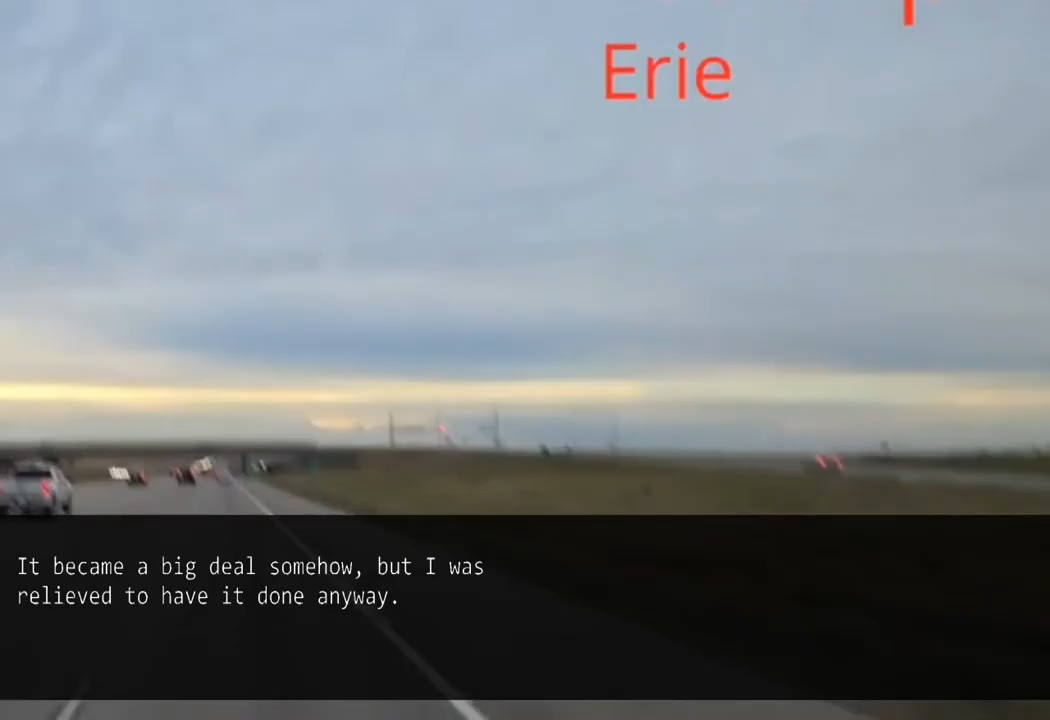 Erie
It became a big deal somehow, but I was
relieved to have it done anyway.